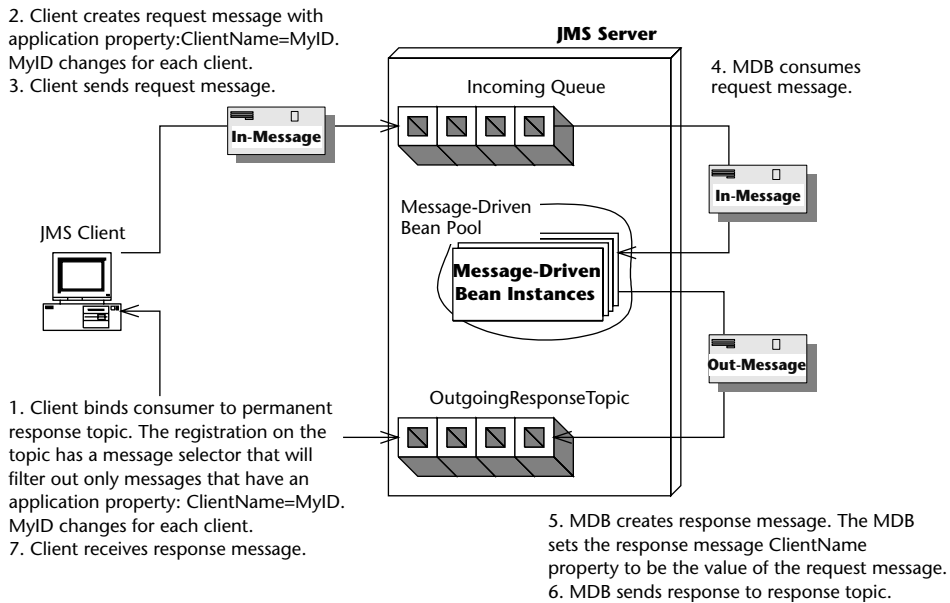 2. Client creates request message with
application property:ClientName=MyID.
MyID changes for each client.
3. Client sends request message.
JMS Server
4. MDB consumes
request message.
Incoming Queue
In-Message
In-Message
Message-Driven
Bean Pool
JMS Client
Message-Driven
Bean Instances
Out-Message
OutgoingResponseTopic
1. Client binds consumer to permanent
response topic. The registration on the
topic has a message selector that will
filter out only messages that have an
application property: ClientName=MyID.
MyID changes for each client.
7. Client receives response message.
5. MDB creates response message. The MDB
sets the response message ClientName
property to be the value of the request message.
6. MDB sends response to response topic.